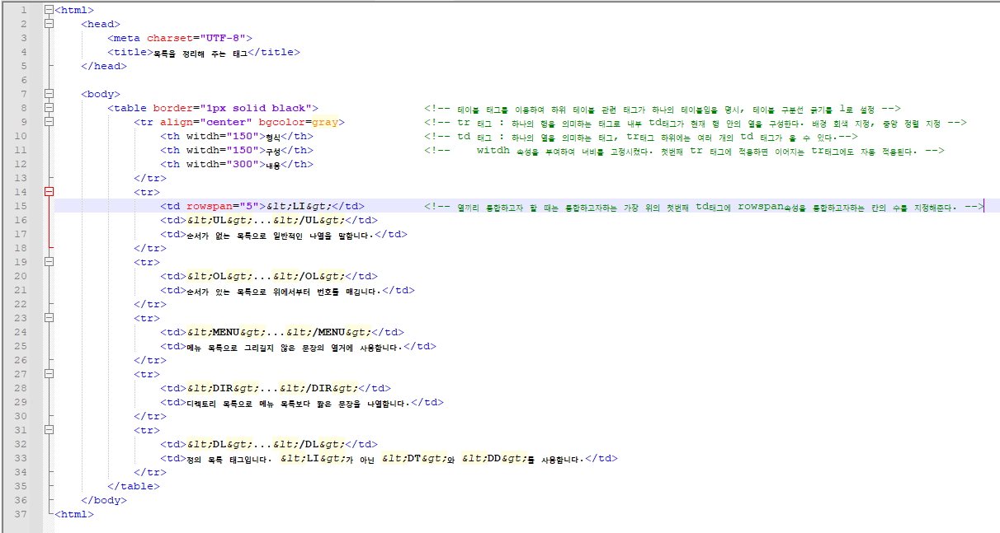 1 <html>
2 <head>
3 <meta charset="UTF-8">
4 <title>목록을 정리해 주는 태그</title>
5 </head>
6
7 <body>
8 <table border="1px solid black"> <!-- 테이블 태그를 이용하여 하위 테이블 관련 태그가 하나의 테이블임을 명시, 테이블 구분선 굵기를 1로 설정 -->
9 <tr align="center" bgcolor=gray> <!-- tr 태그 : 하나의 행을 의미하는 태그로 내부 td태그가 현재 행 안의 열을 구성한다. 배경 회색 지정, 중앙 정렬 지정 -->
10 <th witdh="150">형식</th> <!-- td 태그 : 하나의 열을 의미하는 태그, tr태그 하위에는 여러 개의 td 태그가 올 수 있다.-->
11 <th witdh="150">구성</th> <!-- witdh 속성을 부여하여 너비를 고정시켰다. 첫번째 tr 태그에 적용하면 이어지는 tr태그에도 자동 적용된다. -->
12 <th witdh="300">내용</th>
13 </tr>
14 <tr>
15 <td rowspan="5">&lt;LI&gt;</td> <!-- 열끼리 통합하고자 할 때는 통합하고자하는 가장 위의 첫번째 td태그에 rowspan속성을 통합하고자하는 칸의 수를 지정해준다. -->
16 <td>&lt;UL&gt;...&lt;/UL&gt;</td>
17 <td>순서가 없는 목록으로 일반적인 나열을 말합니다.</td>
18 </tr>
19 <tr>
20 <td>&lt;OL&gt;...&lt;/OL&gt;</td>
21 <td>순서가 있는 목록으로 위에서부터 번호를 매깁니다.</td>
22 </tr>
23 <tr>
24 <td>&lt;MENU&gt;...&lt;/MENU&gt;</td>
25 <td>메뉴 목록으로 그리길지 않은 문장의 열거에 사용합니다.</td>
26 </tr>
27 <tr>
28 <td>&lt;DIR&gt;...&lt;/DIR&gt;</td>
29 <td>디렉토리 목록으로 메뉴 목록보다 짧은 문장을 나열합니다.</td>
30 </tr>
31 <tr>
32 <td>&lt;DL&gt;...&lt;/DL&gt;</td>
33 <td>정의 목록 태그입니다. &lt;LI&gt;가 아닌 &lt;DT&gt;와 &lt;DD&gt;를 사용합니다.</td>
34 </tr>
35 </table>
36 </body>
37 <html>